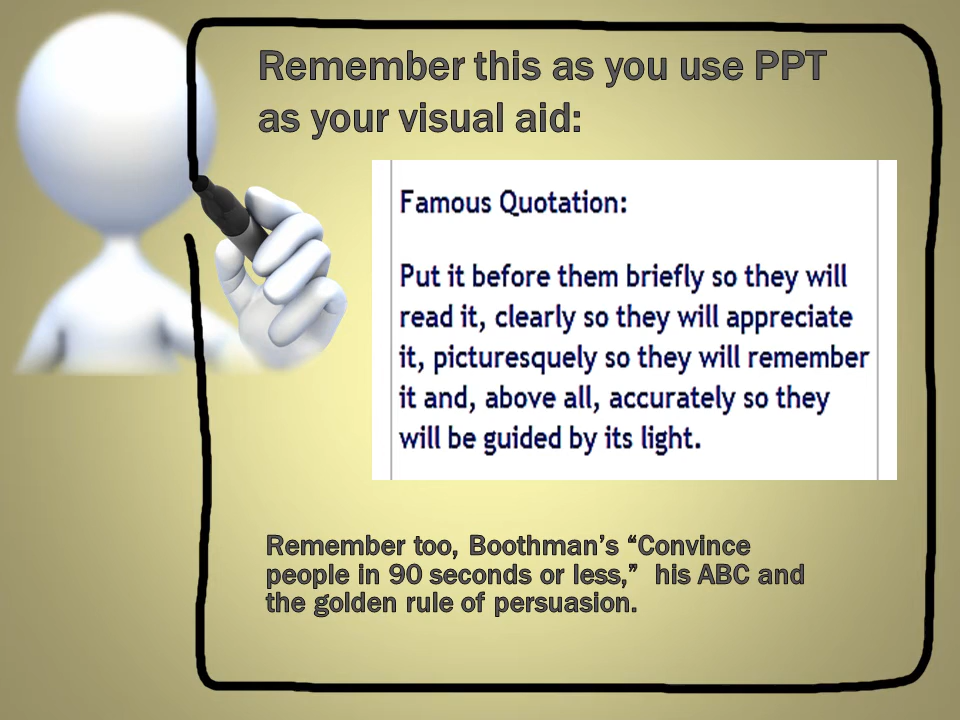 Remember this as you use PPT
as your visual aid:
Famous Quotation:
Put it before them briefly so they will
read it, clearly so they will appreciate
it, picturesquely so they will remember
it and, above all, accurately so they
will be guided by its light.
Remember too, Boothman’s “Convince
people in 90 seconds or less,”  his ABC and
the golden rule of persuasion.